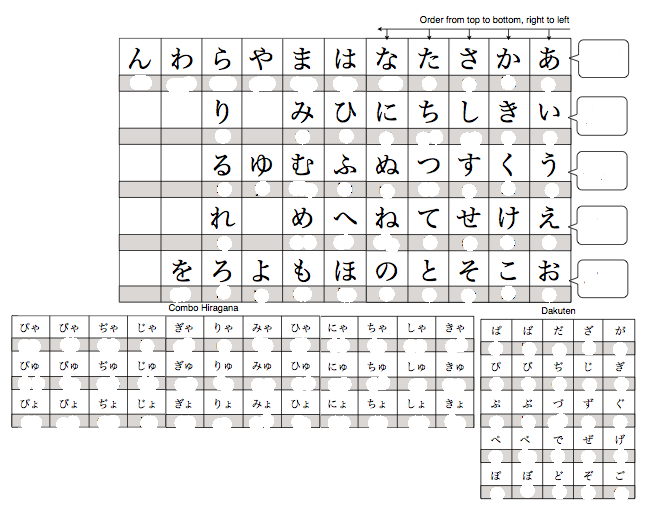 Order from top to bottom, right to left
ん わ ら や ま は な た さ か あ
り み ひ に ち し き い
る ゆ む ふ ぬ つ す く う
れ め へ ね て せ け え
を ろ よ も ほ の と そ こ お
Combo Hiragana
ぴゃ びゃ ぢゃ じゃ ぎゃ りゃ みゃ ひゃ にゃ ちゃ しゃ きゃ
ぴゅ びゅ ぢゅ じゅ ぎゅ りゅ みゅ ひゅ にゅ ちゅ しゅ きゅ
ぴょ びょ ぢょ じょ ぎょ りょ みょ ひょ にょ ちょ しょ きょ
Dakuten
ぱ ば だ ざ が
ぴ び ぢ じ ぎ
ぷ ぶ づ ず ぐ
ぺ べ で ぜ げ
ぽ ぼ ど ぞ ご